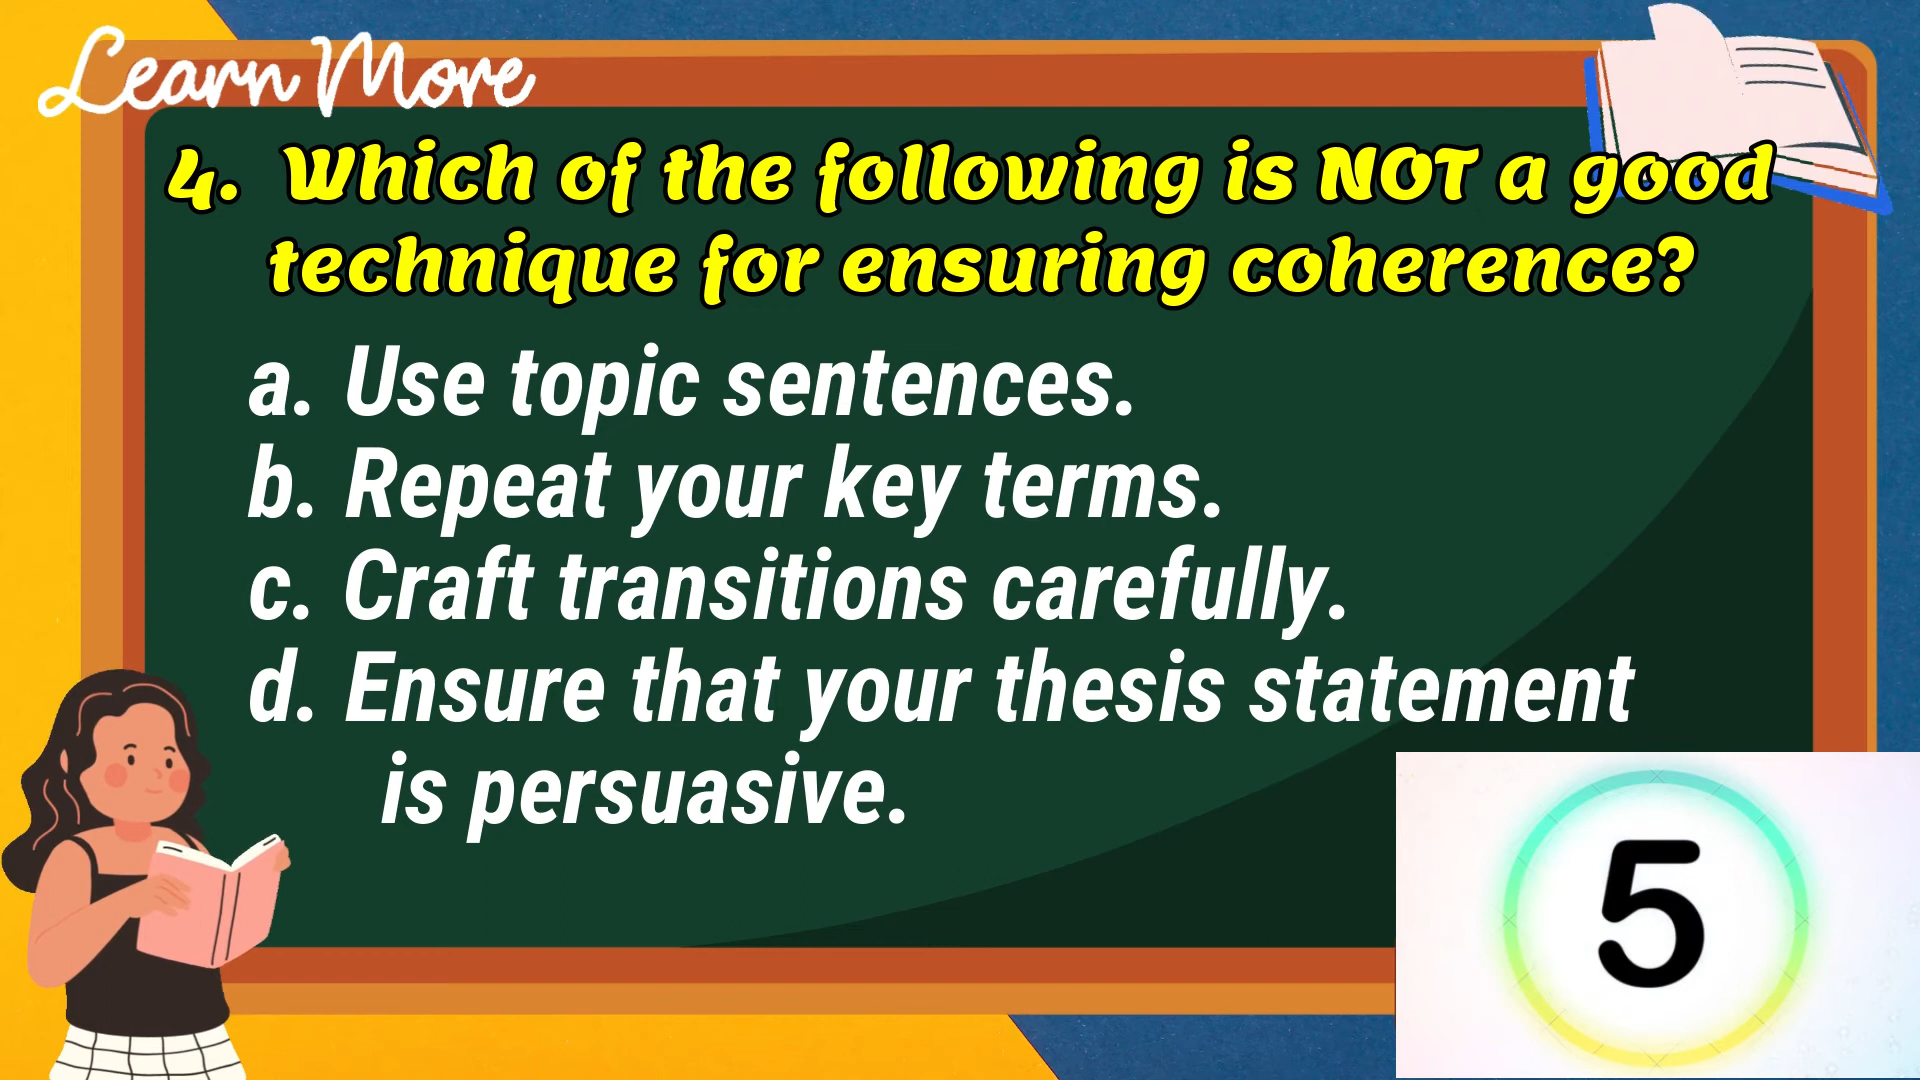 Learn More
4. Which of the following is NOT a good
technique for ensuring coherence?
a. Use topic sentences.
b. Repeat your key terms.
c. Craft transitions carefully.
d. Ensure that your thesis statement
is persuasive.
5